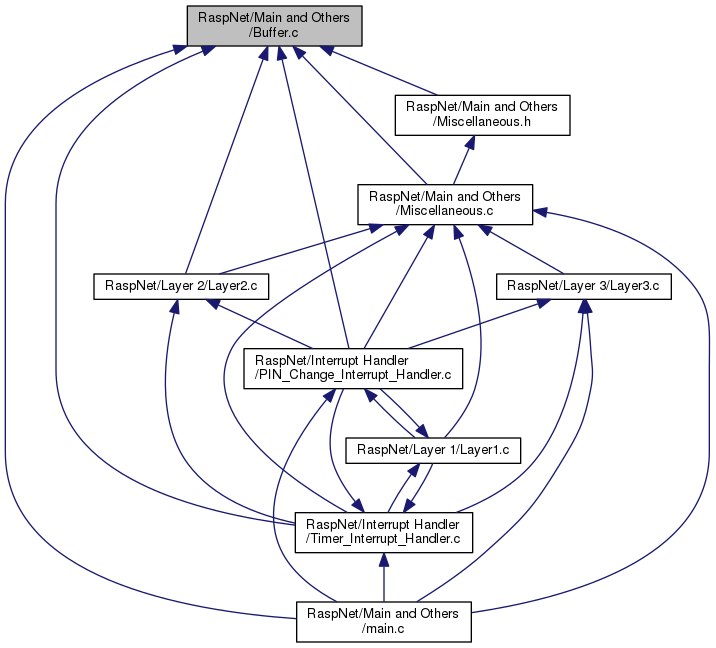 RaspNet/Main and Others
/Buffer.c
RaspNet/Main and Others
/Miscellaneous.h
RaspNet/Main and Others
/Miscellaneous.c
RaspNet/Layer 2/Layer2.c
RaspNet/Layer 3/Layer3.c
RaspNet/Interrupt Handler
/PIN_Change_Interrupt_Handler.c
RaspNet/Layer 1/Layer1.c
RaspNet/Interrupt Handler
/Timer_Interrupt_Handler.c
RaspNet/Main and Others
/main.c